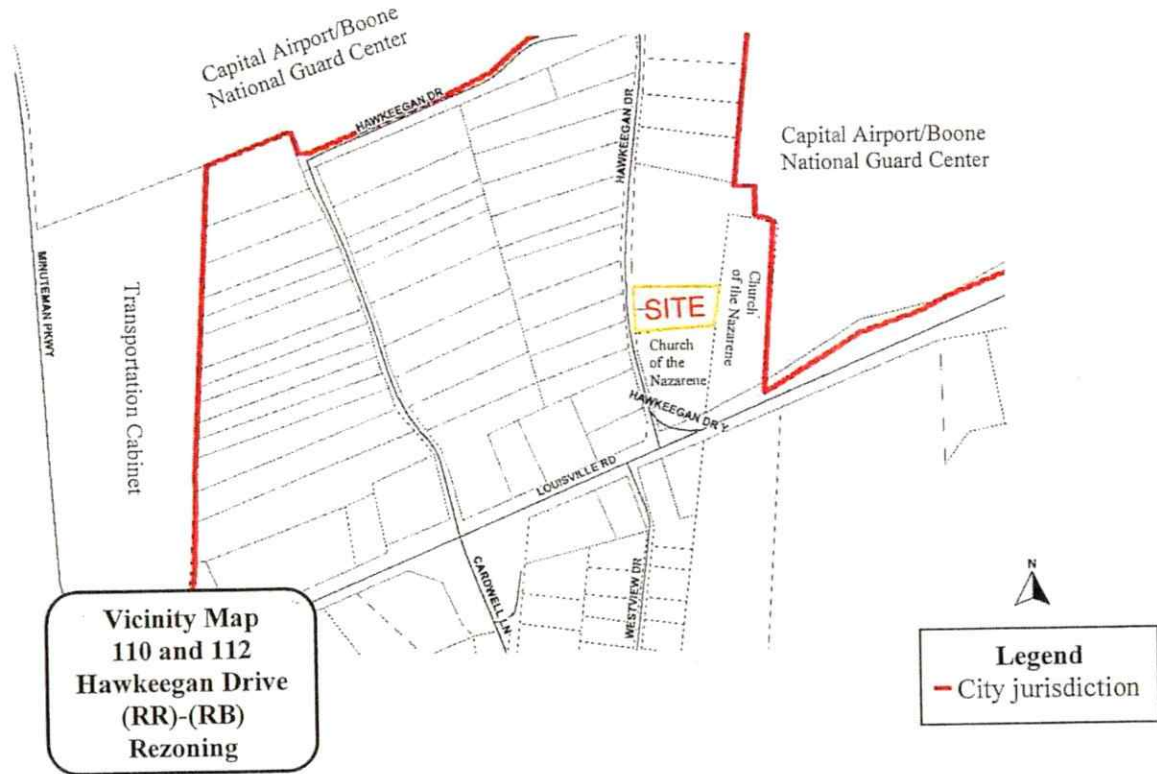 Capital Airport/Boone
National Guard Center
HAWKEEGAN DR
HAWKEEGAN DR
Capital Airport/Boone
National Guard Center
MINUTEMAN PKWY
Transportation Cabinet
SITE
Church
of the Nazarene
Church
of the
Nazarene
HAWKEEGAN DR Y
LOUISVILLE RD
CARDWELL LN
WESTVIEW DR
N
Vicinity Map
110 and 112
Hawkeegan Drive
(RR)-(RB)
Rezoning
Legend
City jurisdiction